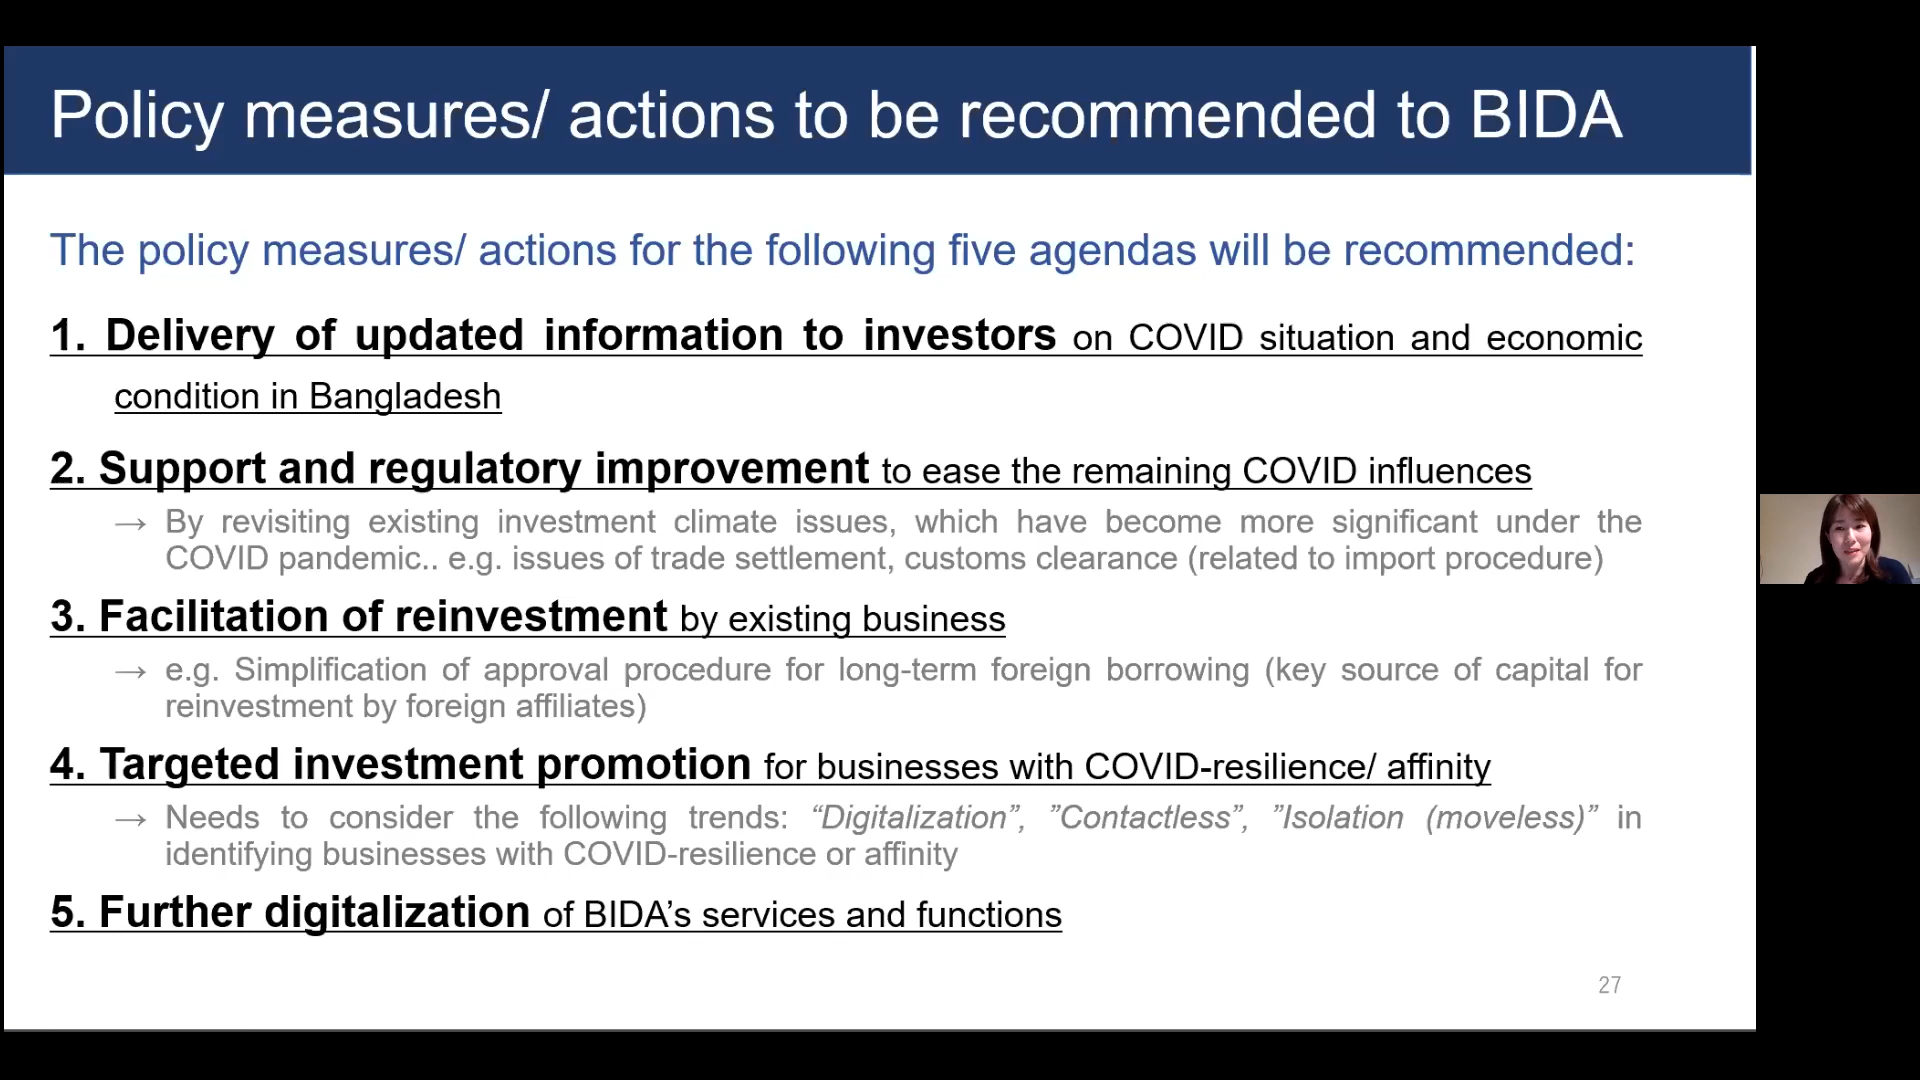 Policy measures/ actions to be recommended to BIDA
The policy measures/ actions for the following five agendas will be recommended:
1. Delivery of updated information to investors on COVID situation and economic
condition in Bangladesh
2. Support and regulatory improvement to ease the remaining COVID influences
→ By revisiting existing investment climate issues, which have become more significant under the
COVID pandemic.. e.g. issues of trade settlement, customs clearance (related to import procedure)
3. Facilitation of reinvestment by existing business
→ e.g. Simplification of approval procedure for long-term foreign borrowing (key source of capital for
reinvestment by foreign affiliates)
4. Targeted investment promotion for businesses with COVID-resilience/ affinity
→ Needs to consider the following trends: “Digitalization”, ”Contactless”, ”Isolation (moveless)” in
identifying businesses with COVID-resilience or affinity
5. Further digitalization of BIDA’s services and functions
27